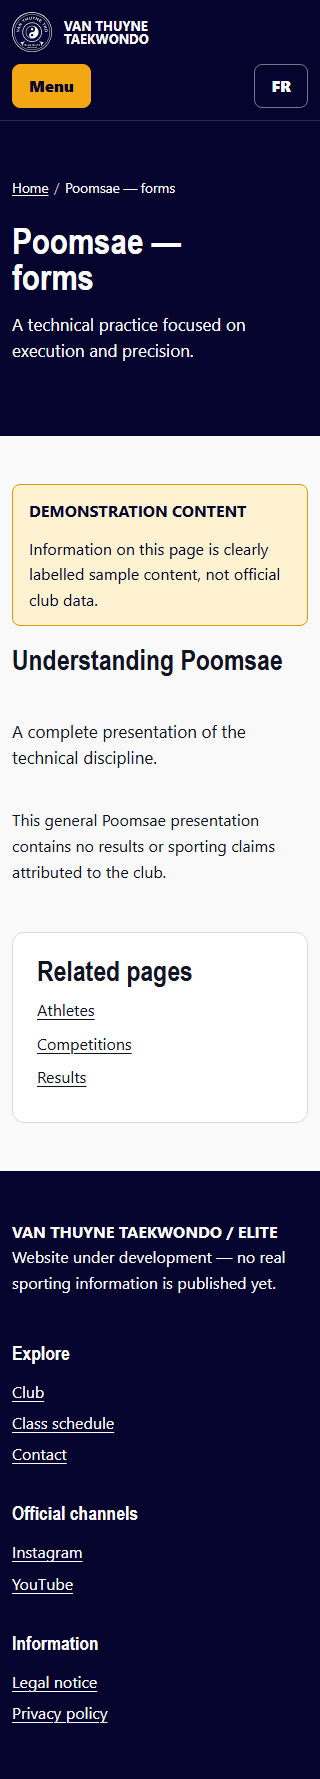 VAN THUYNE
TAEKWONDO
Menu
FR
Home / Poomsae — forms
Poomsae —
forms
A technical practice focused on
execution and precision.
DEMONSTRATION CONTENT
Information on this page is clearly
labelled sample content, not official
club data.
Understanding Poomsae
A complete presentation of the
technical discipline.
This general Poomsae presentation
contains no results or sporting claims
attributed to the club.
Related pages
Athletes
Competitions
Results
VAN THUYNE TAEKWONDO / ELITE
Website under development — no real
sporting information is published yet.
Explore
Club
Class schedule
Contact
Official channels
Instagram
YouTube
Information
Legal notice
Privacy policy